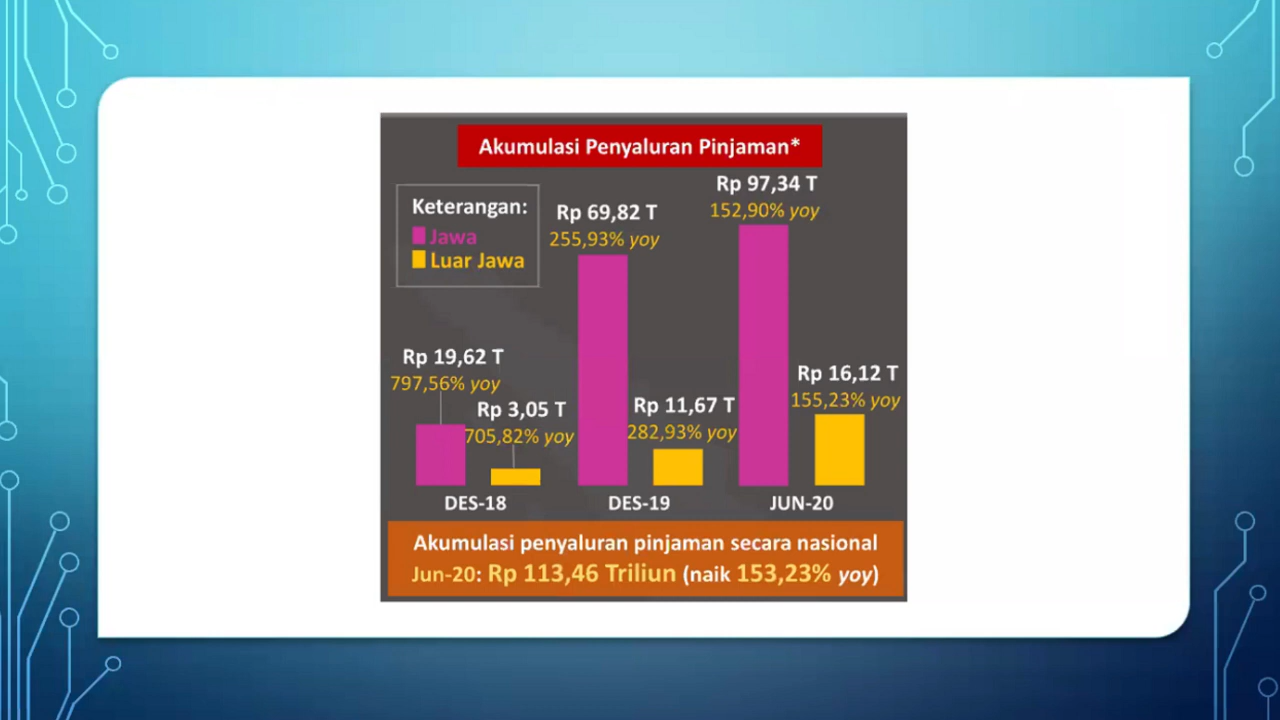 Akumulasi Penyaluran Pinjaman*
Keterangan:
Jawa
Luar Jawa
Rp 19,62 T
797,56% yoy
Rp 3,05 T
705,82% yoy
DES-18
Rp 69,82 T
255,93% yoy
Rp 11,67 T
282,93% yoy
DES-19
Rp 97,34 T
152,90% yoy
Rp 16,12 T
155,23% yoy
JUN-20
Akumulasi penyaluran pinjaman secara nasional
Jun-20: Rp 113,46 Triliun (naik 153,23% yoy)